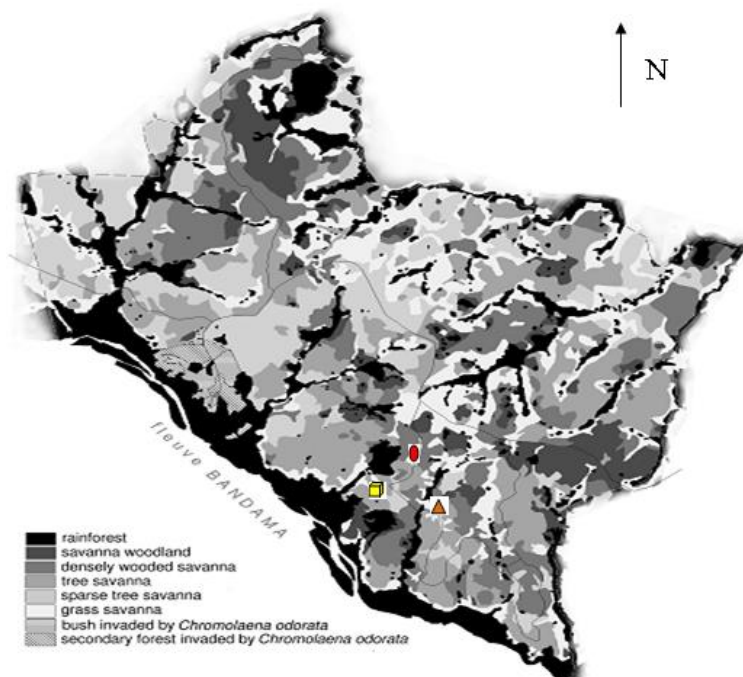 N
fleuve BANDAMA
rainforest
savanna woodland
densely wooded savanna
tree savanna
sparse tree savanna
grass savanna
bush invaded by Chromolaena odorata
secondary forest invaded by Chromolaena odorata